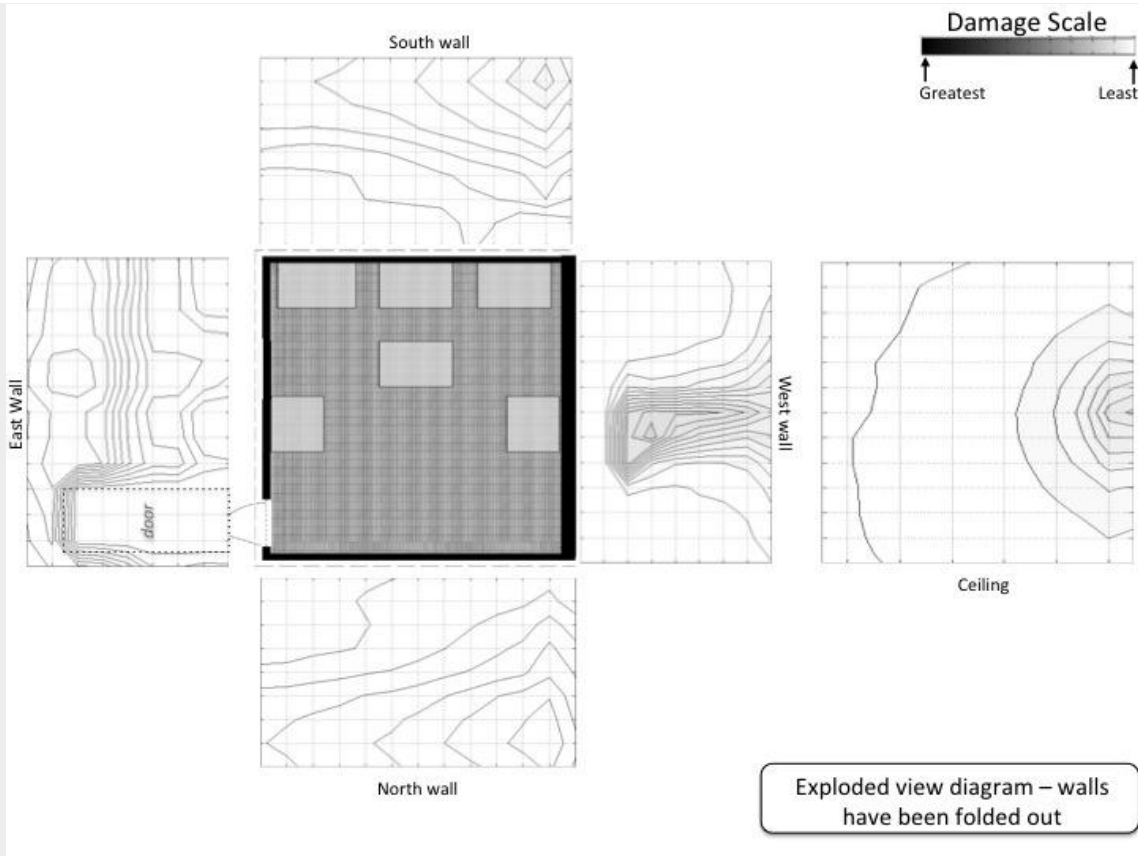 South wall
Damage Scale
Greatest
Least
East Wall
door
West wall
Ceiling
North wall
Exploded view diagram – walls
have been folded out